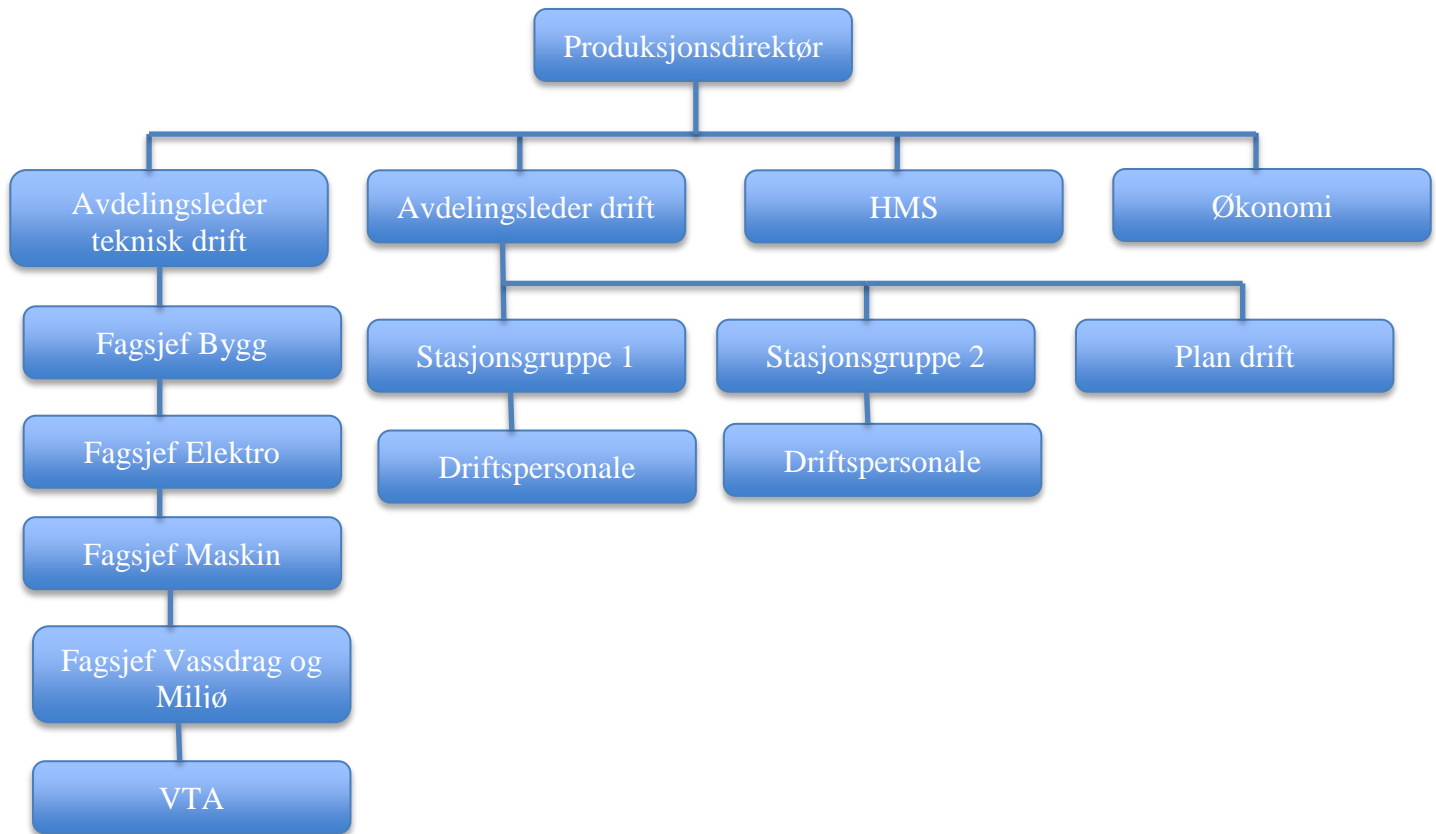 Produksjonsdirektør
Avdelingsleder
teknisk drift
Avdelingsleder drift
HMS
Økonomi
Fagsjef Bygg
Stasjonsgruppe 1
Stasjonsgruppe 2
Plan drift
Fagsjef Elektro
Driftspersonale
Driftspersonale
Fagsjef Maskin
Fagsjef Vassdrag og
Miljø
VTA